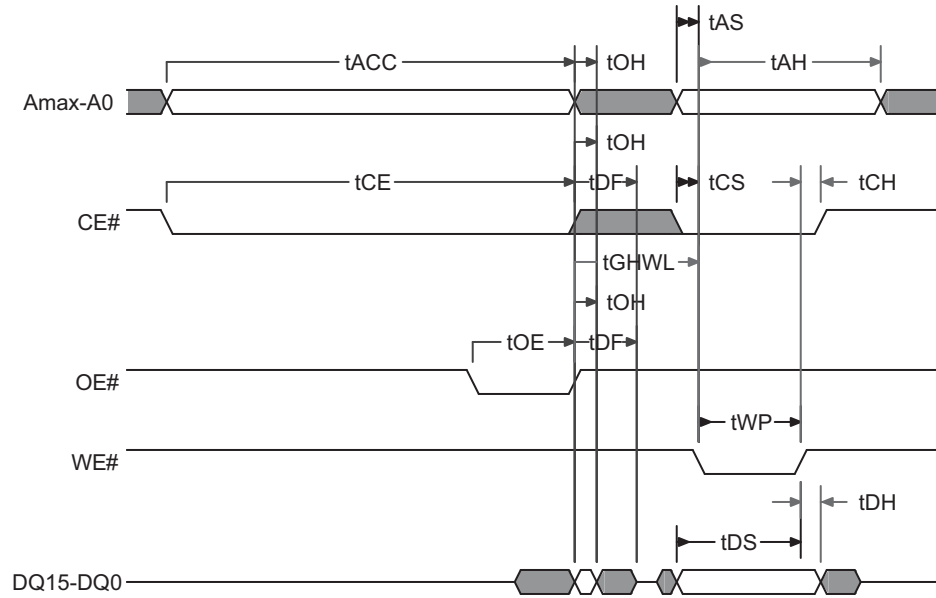 tAS
tACC
tOH
tAH
Amax-A0
tOH
tCE
tDF
tCS
tCH
CE#
tGHWL
tOH
tOE
tDF
OE#
tWP
WE#
tDH
tDS
DQ15-DQ0